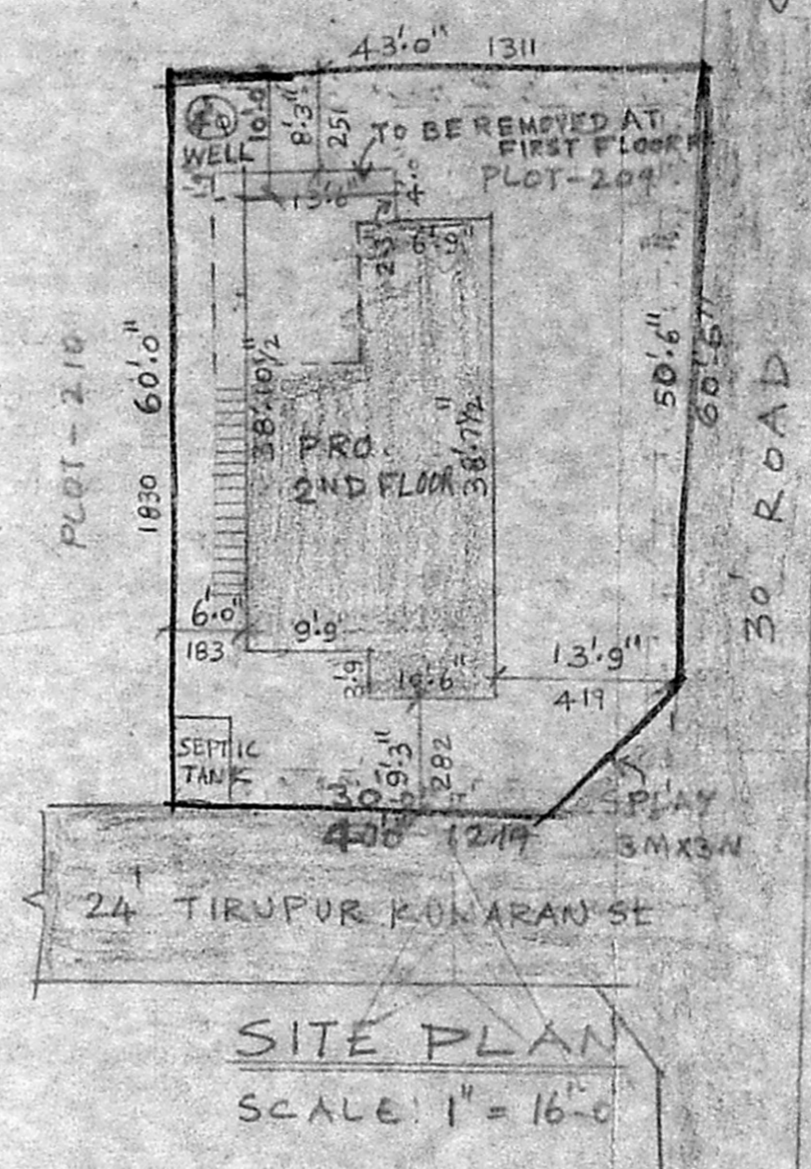 43'.0" 1311
WELL
10'.0
8'.3"
251
TO BE REMOVED AT
FIRST FLOOR
PLOT-209
13'.6"
4'.0
6'.9"
PLOT-210
60'.0"
1830
38'.10½
PRO.
2ND FLOOR
38'.7½"
50'.6"
60'-6"
30' ROAD
6'.0"
183
9'.9"
3'.9
10'.6"
13'.9"
419
SEPTIC
TANK
9'.3"
282
1219
SPLAY
3MX3M
24' TIRUPUR KUMARAN St
SITE PLAN
SCALE: 1" = 16'-0